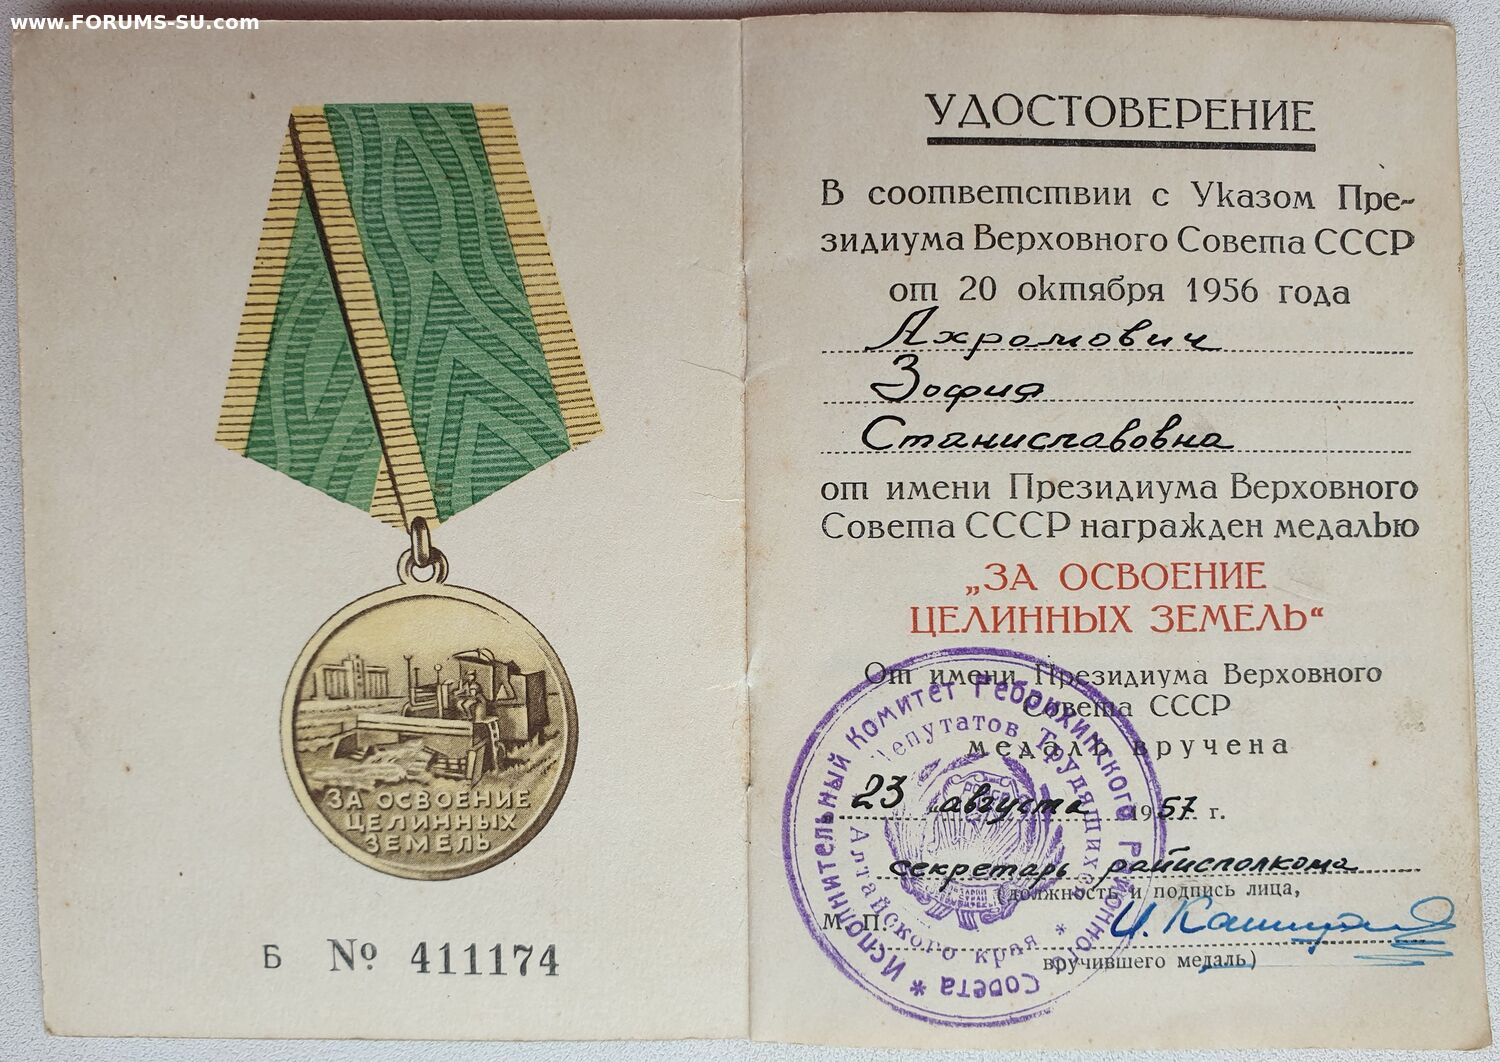 www.FORUMS-SU.com
ЗА ОСВОЕНИЕ
ЦЕЛИННЫХ
ЗЕМЕЛЬ
Б № 411174
УДОСТОВЕРЕНИЕ
В соответствии с Указом Пре-
зидиума Верховного Совета СССР
от 20 октября 1956 года
Ахромович
Зофия
Станиславовна
от имени Президиума Верховного
Совета СССР награжден медалью
„ЗА ОСВОЕНИЕ
ЦЕЛИННЫХ ЗЕМЕЛЬ“
От имени Президиума Верховного
Совета СССР
медаль вручена
23 августа 1957 г.
секретарь райисполкома
(должность и подпись лица,
М. П.
вручившего медаль)
Исполнительный комитет Ребрихинского Районного Совета *
Депутатов Трудящихся
Алтайского края *